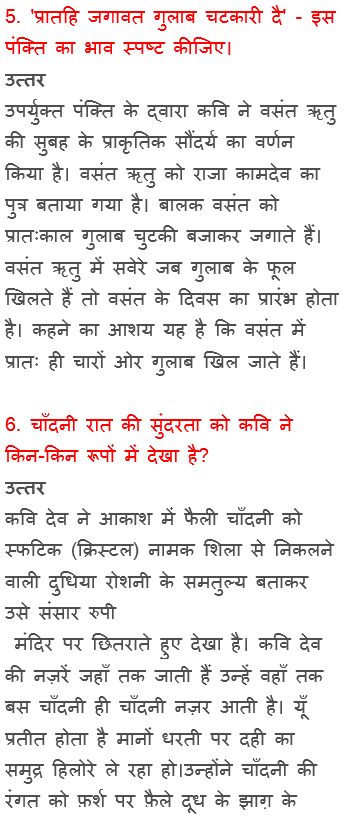 5. 'प्रातहि जगावत गुलाब चटकारी दै' - इस
पंक्ति का भाव स्पष्ट कीजिए।
उत्तर
उपर्युक्त पंक्ति के द्वारा कवि ने वसंत ऋतु
की सुबह के प्राकृतिक सौंदर्य का वर्णन
किया है। वसंत ऋतु को राजा कामदेव का
पुत्र बताया गया है। बालक वसंत को
प्रातःकाल गुलाब चुटकी बजाकर जगाते हैं।
वसंत ऋतु में सवेरे जब गुलाब के फूल
खिलते हैं तो वसंत के दिवस का प्रारंभ होता
है। कहने का आशय यह है कि वसंत में
प्रातः ही चारों ओर गुलाब खिल जाते हैं।
6. चाँदनी रात की सुंदरता को कवि ने
किन-किन रूपों में देखा है?
उत्तर
कवि देव ने आकाश में फैली चाँदनी को
स्फटिक (क्रिस्टल) नामक शिला से निकलने
वाली दुधिया रोशनी के समतुल्य बताकर
उसे संसार रुपी
मंदिर पर छितराते हुए देखा है। कवि देव
की नज़रें जहाँ तक जाती हैं उन्हें वहाँ तक
बस चाँदनी ही चाँदनी नज़र आती है। यूँ
प्रतीत होता है मानों धरती पर दही का
समुद्र हिलोरे ले रहा हो।उन्होंने चाँदनी की
रंगत को फ़र्श पर फ़ैले दूध के झाग़ के